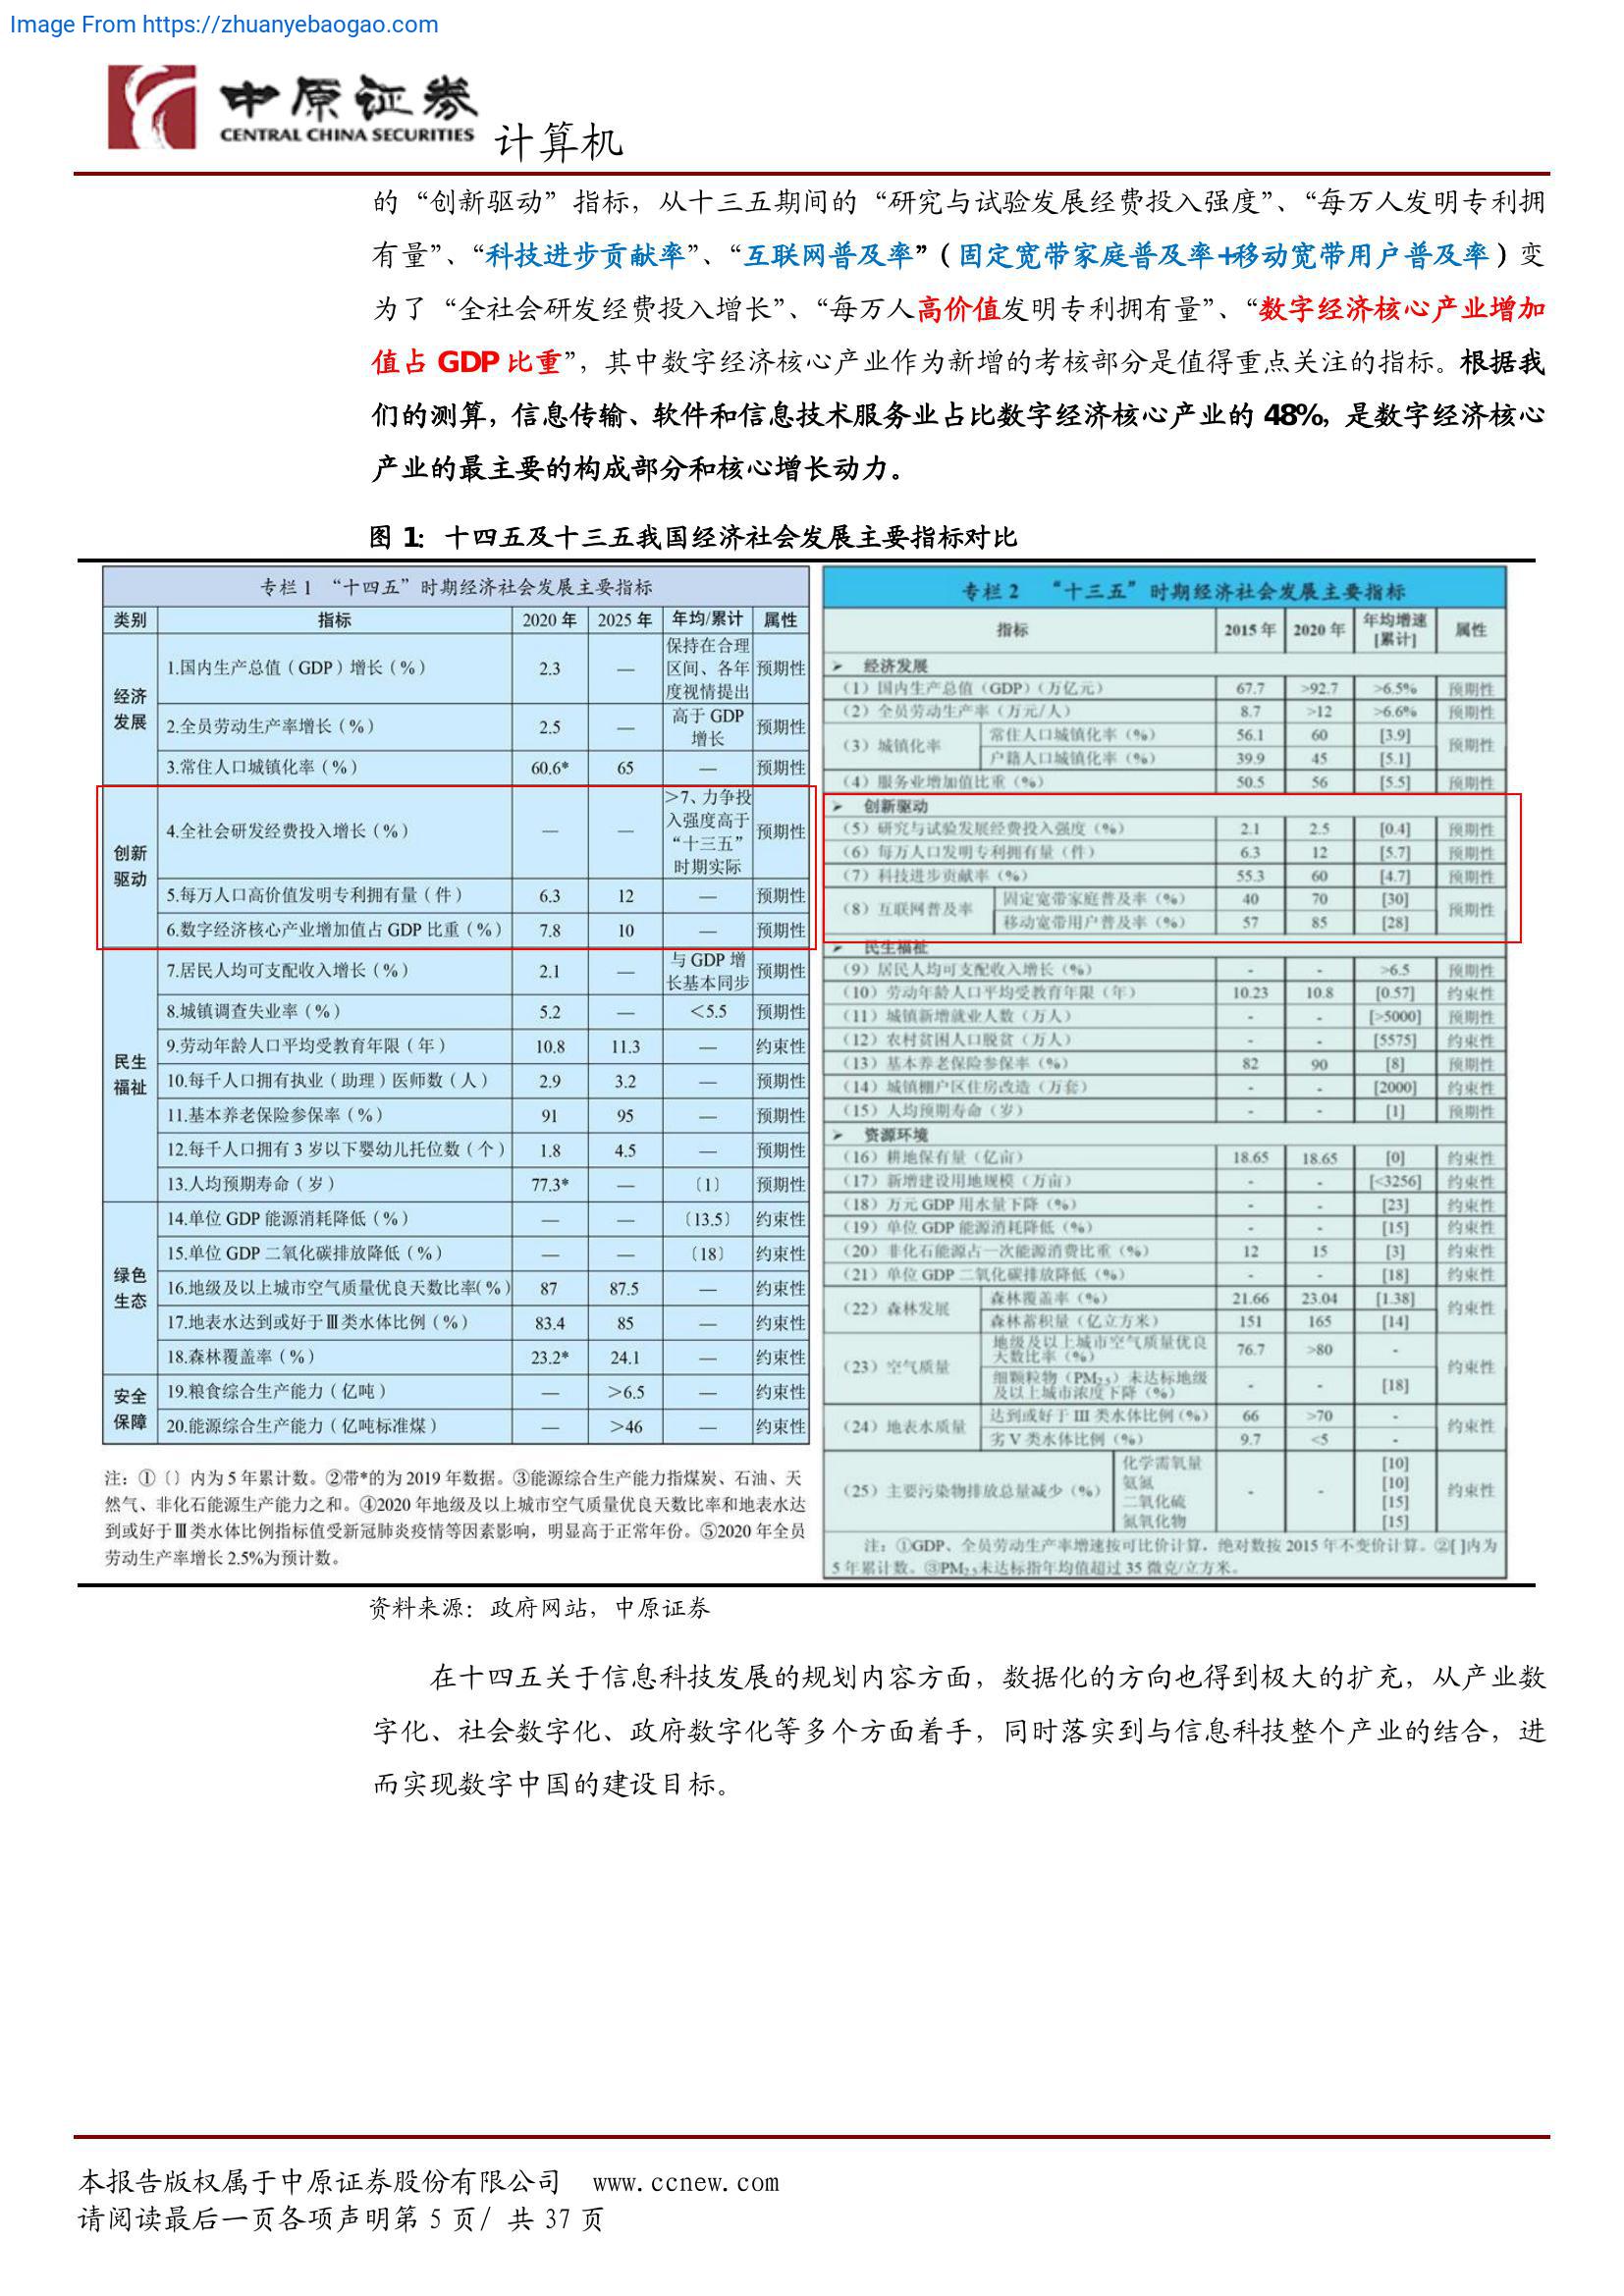 Image From https://zhuanyebaogao.com
中原证券
CENTRAL CHINA SECURITIES
计算机
的“创新驱动”指标，从十三五期间的“研究与试验发展经费投入强度”、“每万人发明专利拥
有量”、“科技进步贡献率”、“互联网普及率”（固定宽带家庭普及率+移动宽带用户普及率）变
为了“全社会研发经费投入增长”、“每万人高价值发明专利拥有量”、“数字经济核心产业增加
值占 GDP 比重”，其中数字经济核心产业作为新增的考核部分是值得重点关注的指标。根据我
们的测算，信息传输、软件和信息技术服务业占比数字经济核心产业的 48%，是数字经济核心
产业的最主要的构成部分和核心增长动力。
图 1：十四五及十三五我国经济社会发展主要指标对比
专栏 1 “十四五”时期经济社会发展主要指标
类别 指标 2020 年 2025 年 年均/累计 属性
经济发展
1.国内生产总值（GDP）增长（%） 2.3 — 保持在合理区间、各年度视情提出 预期性
2.全员劳动生产率增长（%） 2.5 — 高于 GDP 增长 预期性
3.常住人口城镇化率（%） 60.6* 65 — 预期性
创新驱动
4.全社会研发经费投入增长（%） — — ＞7、力争投入强度高于“十三五”时期实际 预期性
5.每万人口高价值发明专利拥有量（件） 6.3 12 — 预期性
6.数字经济核心产业增加值占 GDP 比重（%） 7.8 10 — 预期性
民生福祉
7.居民人均可支配收入增长（%） 2.1 — 与 GDP 增长基本同步 预期性
8.城镇调查失业率（%） 5.2 — ＜5.5 预期性
9.劳动年龄人口平均受教育年限（年） 10.8 11.3 — 约束性
10.每千人口拥有执业（助理）医师数（人） 2.9 3.2 — 预期性
11.基本养老保险参保率（%） 91 95 — 预期性
12.每千人口拥有 3 岁以下婴幼儿托位数（个） 1.8 4.5 — 预期性
13.人均预期寿命（岁） 77.3* — 〔1〕 预期性
绿色生态
14.单位 GDP 能源消耗降低（%） — — 〔13.5〕 约束性
15.单位 GDP 二氧化碳排放降低（%） — — 〔18〕 约束性
16.地级及以上城市空气质量优良天数比率（%） 87 87.5 — 约束性
17.地表水达到或好于Ⅲ类水体比例（%） 83.4 85 — 约束性
18.森林覆盖率（%） 23.2* 24.1 — 约束性
安全保障
19.粮食综合生产能力（亿吨） — ＞6.5 — 约束性
20.能源综合生产能力（亿吨标准煤） — ＞46 — 约束性
注：①〔〕内为 5 年累计数。②带*的为 2019 年数据。③能源综合生产能力指煤炭、石油、天
然气、非化石能源生产能力之和。④2020 年地级及以上城市空气质量优良天数比率和地表水达
到或好于Ⅲ类水体比例指标值受新冠肺炎疫情等因素影响，明显高于正常年份。⑤2020 年全员
劳动生产率增长 2.5%为预计数。
专栏 2 “十三五”时期经济社会发展主要指标
指标 2015 年 2020 年 年均增速[累计] 属性
➢ 经济发展
（1）国内生产总值（GDP）（万亿元） 67.7 >92.7 >6.5% 预期性
（2）全员劳动生产率（万元/人） 8.7 >12 >6.6% 预期性
（3）城镇化率 常住人口城镇化率（%） 56.1 60 [3.9] 预期性
户籍人口城镇化率（%） 39.9 45 [5.1]
（4）服务业增加值比重（%） 50.5 56 [5.5] 预期性
➢ 创新驱动
（5）研究与试验发展经费投入强度（%） 2.1 2.5 [0.4] 预期性
（6）每万人口发明专利拥有量（件） 6.3 12 [5.7] 预期性
（7）科技进步贡献率（%） 55.3 60 [4.7] 预期性
（8）互联网普及率 固定宽带家庭普及率（%） 40 70 [30] 预期性
移动宽带用户普及率（%） 57 85 [28]
➢ 民生福祉
（9）居民人均可支配收入增长（%） - - >6.5 预期性
（10）劳动年龄人口平均受教育年限（年） 10.23 10.8 [0.57] 约束性
（11）城镇新增就业人数（万人） - - [>5000] 预期性
（12）农村贫困人口脱贫（万人） - - [5575] 约束性
（13）基本养老保险参保率（%） 82 90 [8] 预期性
（14）城镇棚户区住房改造（万套） - - [2000] 约束性
（15）人均预期寿命（岁） - - [1] 预期性
➢ 资源环境
（16）耕地保有量（亿亩） 18.65 18.65 [0] 约束性
（17）新增建设用地规模（万亩） - - [<3256] 约束性
（18）万元 GDP 用水量下降（%） - - [23] 约束性
（19）单位 GDP 能源消耗降低（%） - - [15] 约束性
（20）非化石能源占一次能源消费比重（%） 12 15 [3] 约束性
（21）单位 GDP 二氧化碳排放降低（%） - - [18] 约束性
（22）森林发展 森林覆盖率（%） 21.66 23.04 [1.38] 约束性
森林蓄积量（亿立方米） 151 165 [14]
（23）空气质量 地级及以上城市空气质量优良天数比率（%） 76.7 >80 - 约束性
细颗粒物（PM2.5）未达标地级及以上城市浓度下降（%） - - [18]
（24）地表水质量 达到或好于 III 类水体比例（%） 66 >70 - 约束性
劣 V 类水体比例（%） 9.7 <5 -
（25）主要污染物排放总量减少（%） 化学需氧量 - - [10] 约束性
氨氮 [10]
二氧化硫 [15]
氮氧化物 [15]
注：①GDP、全员劳动生产率增速按可比价计算，绝对数按 2015 年不变价计算。②[ ]内为
5 年累计数。③PM2.5未达标指年均值超过 35 微克/立方米。
资料来源：政府网站，中原证券
在十四五关于信息科技发展的规划内容方面，数据化的方向也得到极大的扩充，从产业数
字化、社会数字化、政府数字化等多个方面着手，同时落实到与信息科技整个产业的结合，进
而实现数字中国的建设目标。
本报告版权属于中原证券股份有限公司 www.ccnew.com
请阅读最后一页各项声明第 5 页/ 共 37 页